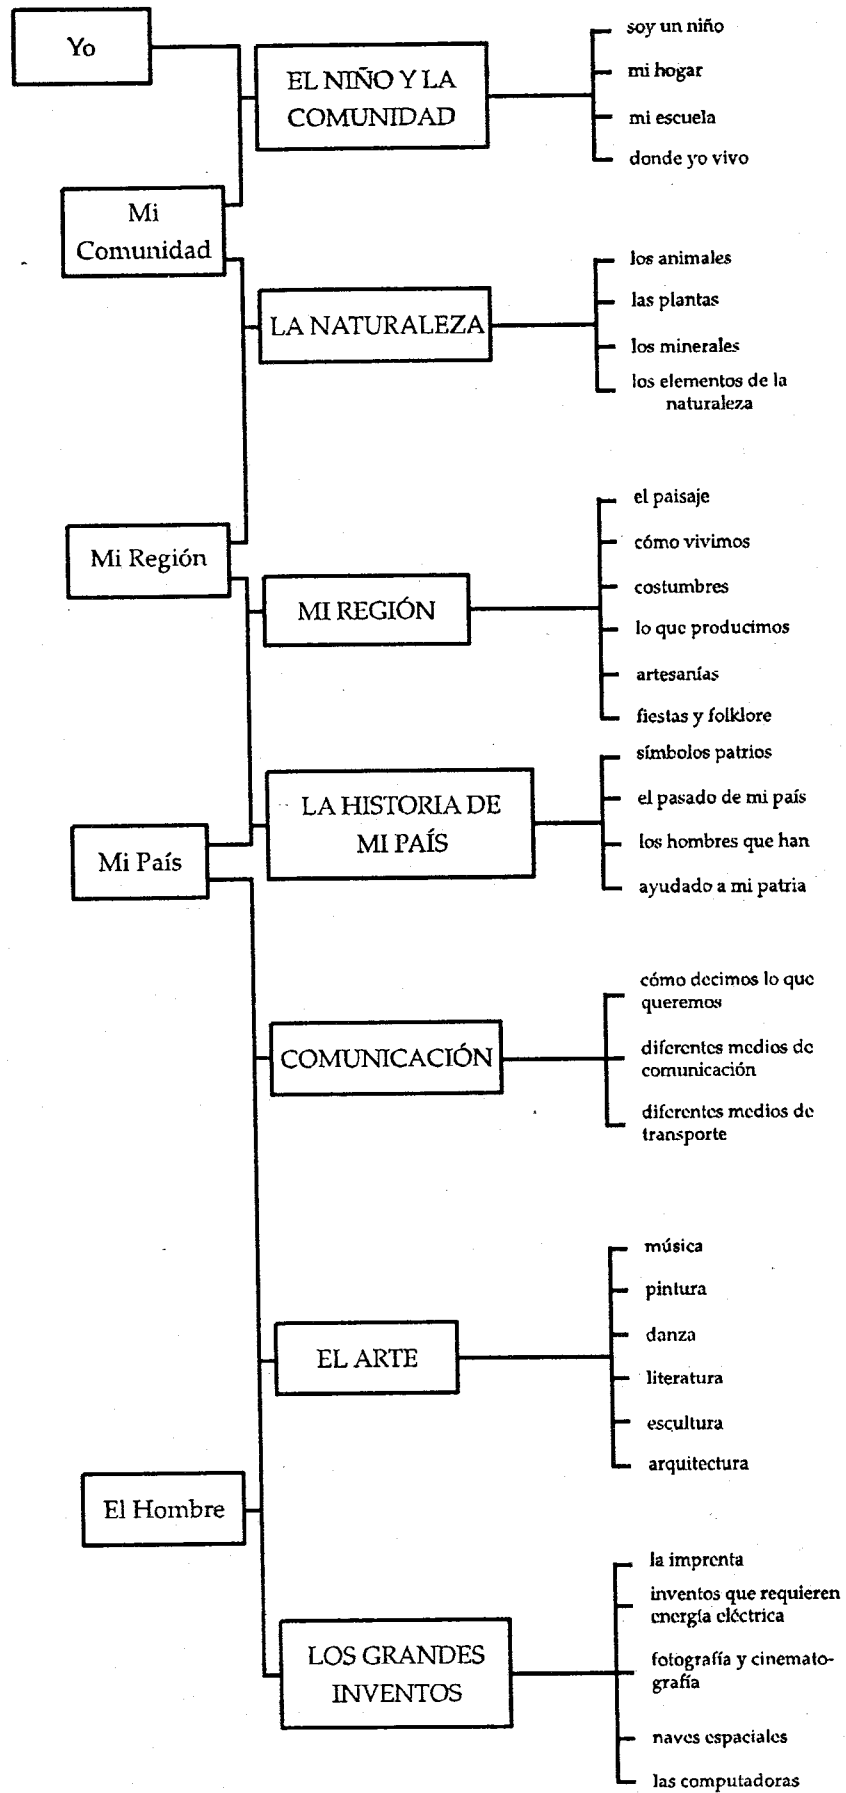 Yo
EL NIÑO Y LA
COMUNIDAD
soy un niño
mi hogar
mi escuela
donde yo vivo
Mi
Comunidad
LA NATURALEZA
los animales
las plantas
los minerales
los elementos de la
naturaleza
Mi Región
MI REGIÓN
el paisaje
cómo vivimos
costumbres
lo que producimos
artesanías
fiestas y folklore
Mi País
LA HISTORIA DE
MI PAÍS
símbolos patrios
el pasado de mi país
los hombres que han
ayudado a mi patria
COMUNICACIÓN
cómo decimos lo que
queremos
diferentes medios de
comunicación
diferentes medios de
transporte
EL ARTE
música
pintura
danza
literatura
escultura
arquitectura
El Hombre
LOS GRANDES
INVENTOS
la imprenta
inventos que requieren
energía eléctrica
fotografía y cinemato-
grafía
naves espaciales
las computadoras